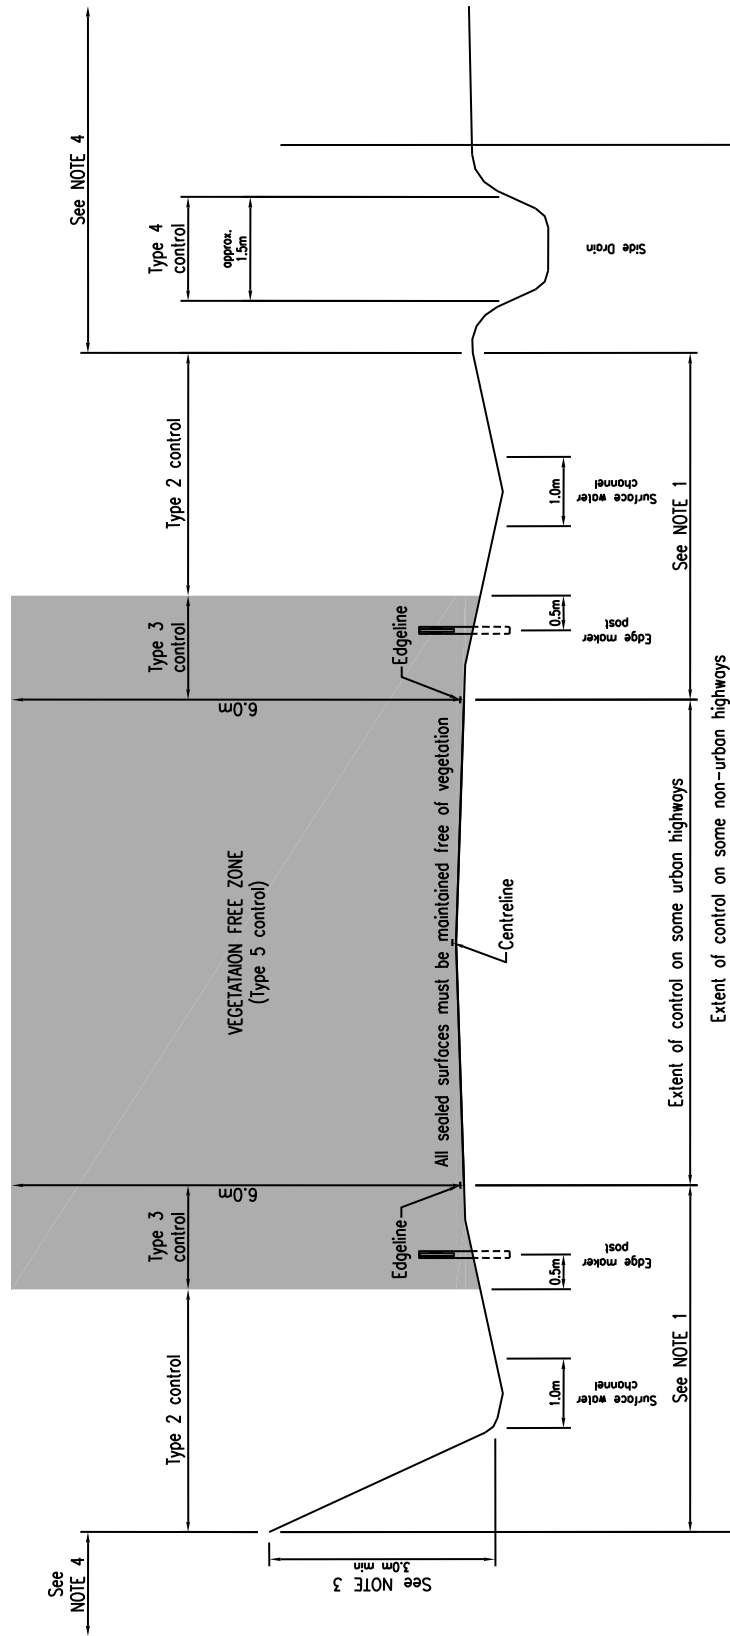 See
NOTE 4
See NOTE 4
Type 2 control
Type 3
control
Type 3
control
Type 2 control
Type 4
control
approx.
1.5m
6.0m
6.0m
VEGETATAION FREE ZONE
(Type 5 control)
Edgeline
Edgeline
All sealed surfaces must be maintained free of vegetation
Centreline
See NOTE 3
3.0m min
1.0m
Surface water
channel
0.5m
Edge maker
post
0.5m
Edge maker
post
1.0m
Surface water
channel
Side Drain
See NOTE 1
Extent of control on some urban highways
See NOTE 1
Extent of control on some non-urban highways